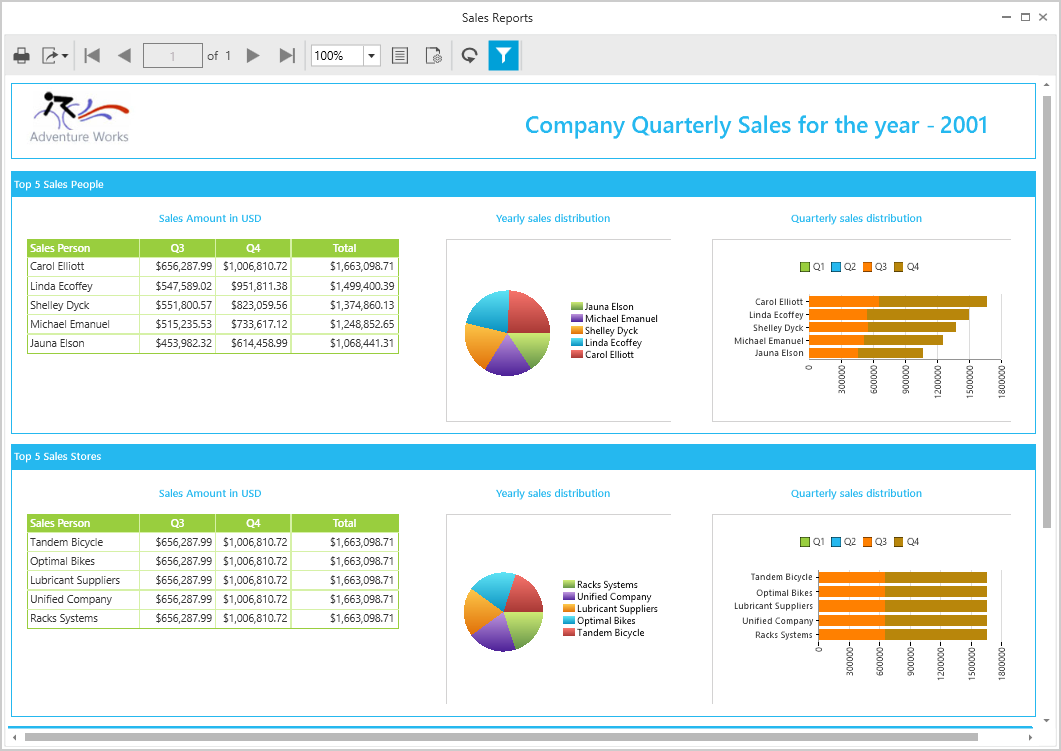 Sales Reports
1 of 1 100%
Adventure Works
Company Quarterly Sales for the year - 2001
Top 5 Sales People
Sales Amount in USD
Sales Person Q3 Q4 Total
Carol Elliott $656,287.99 $1,006,810.72 $1,663,098.71
Linda Ecoffey $547,589.02 $951,811.38 $1,499,400.39
Shelley Dyck $551,800.57 $823,059.56 $1,374,860.13
Michael Emanuel $515,235.53 $733,617.12 $1,248,852.65
Jauna Elson $453,982.32 $614,458.99 $1,068,441.31
Yearly sales distribution
Jauna Elson
Michael Emanuel
Shelley Dyck
Linda Ecoffey
Carol Elliott
Quarterly sales distribution
Q1 Q2 Q3 Q4
Carol Elliott
Linda Ecoffey
Shelley Dyck
Michael Emanuel
Jauna Elson
0 300000 600000 900000 1200000 1500000 1800000
Top 5 Sales Stores
Sales Amount in USD
Sales Person Q3 Q4 Total
Tandem Bicycle $656,287.99 $1,006,810.72 $1,663,098.71
Optimal Bikes $656,287.99 $1,006,810.72 $1,663,098.71
Lubricant Suppliers $656,287.99 $1,006,810.72 $1,663,098.71
Unified Company $656,287.99 $1,006,810.72 $1,663,098.71
Racks Systems $656,287.99 $1,006,810.72 $1,663,098.71
Yearly sales distribution
Racks Systems
Unified Company
Lubricant Suppliers
Optimal Bikes
Tandem Bicycle
Quarterly sales distribution
Q1 Q2 Q3 Q4
Tandem Bicycle
Optimal Bikes
Lubricant Suppliers
Unified Company
Racks Systems
0 300000 600000 900000 1200000 1500000 1800000